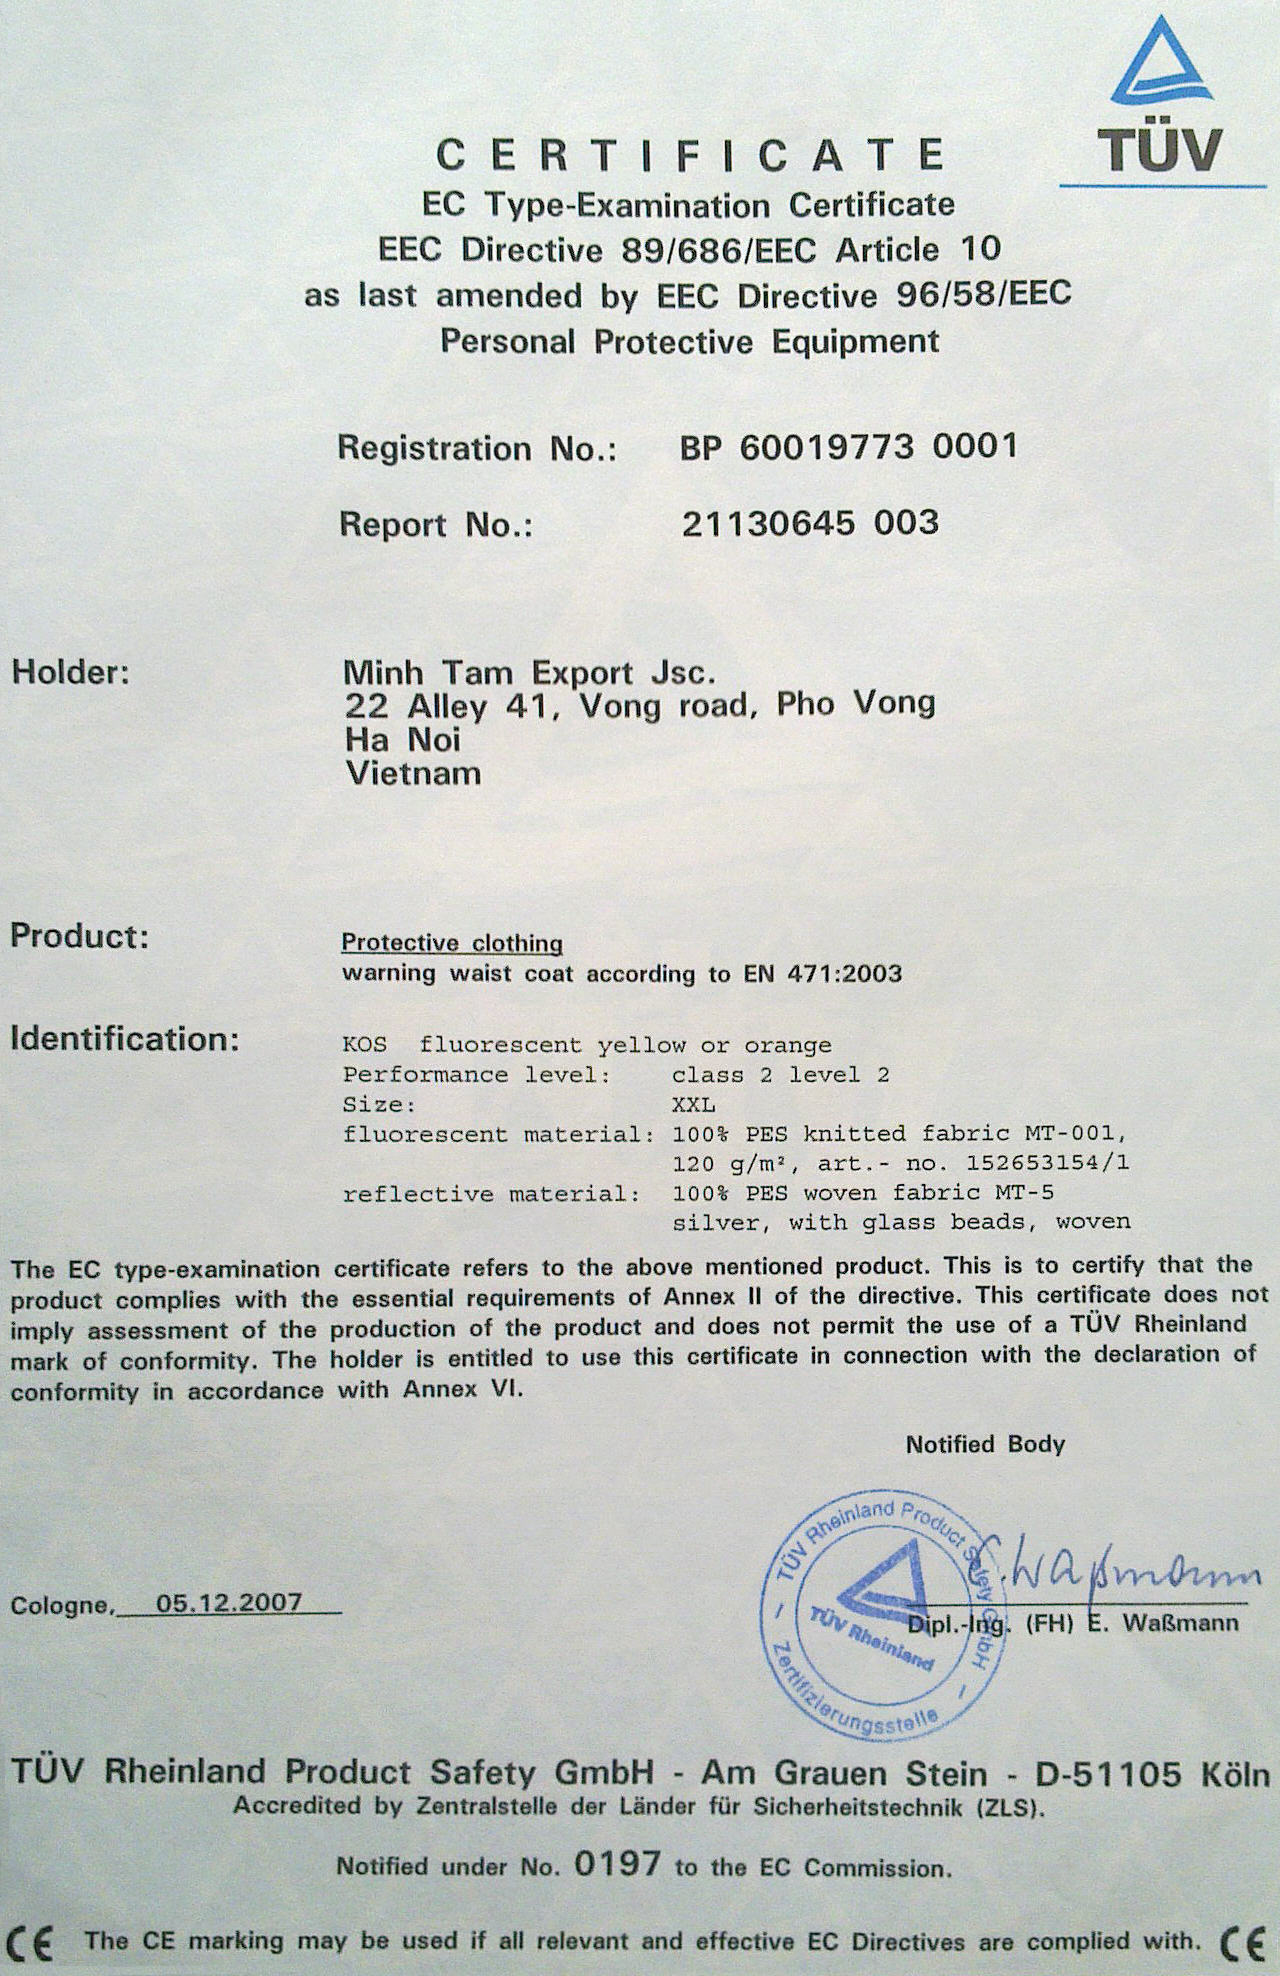 TÜV
CERTIFICATE
EC Type-Examination Certificate
EEC Directive 89/686/EEC Article 10
as last amended by EEC Directive 96/58/EEC
Personal Protective Equipment
Registration No.: BP 60019773 0001
Report No.: 21130645 003
Holder: Minh Tam Export Jsc.
22 Alley 41, Vong road, Pho Vong
Ha Noi
Vietnam
Product: Protective clothing
warning waist coat according to EN 471:2003
Identification: KOS fluorescent yellow or orange
Performance level: class 2 level 2
Size: XXL
fluorescent material: 100% PES knitted fabric MT-001,
120 g/m², art.- no. 152653154/1
reflective material: 100% PES woven fabric MT-5
silver, with glass beads, woven
The EC type-examination certificate refers to the above mentioned product. This is to certify that the
product complies with the essential requirements of Annex II of the directive. This certificate does not
imply assessment of the production of the product and does not permit the use of a TÜV Rheinland
mark of conformity. The holder is entitled to use this certificate in connection with the declaration of
conformity in accordance with Annex VI.
Notified Body
TÜV Rheinland Product Safety GmbH
TÜV Rheinland
Zertifizierungsstelle
E. Waßmann
Cologne, 05.12.2007
Dipl.-Ing. (FH) E. Waßmann
TÜV Rheinland Product Safety GmbH - Am Grauen Stein - D-51105 Köln
Accredited by Zentralstelle der Länder für Sicherheitstechnik (ZLS).
Notified under No. 0197 to the EC Commission.
CE The CE marking may be used if all relevant and effective EC Directives are complied with. CE